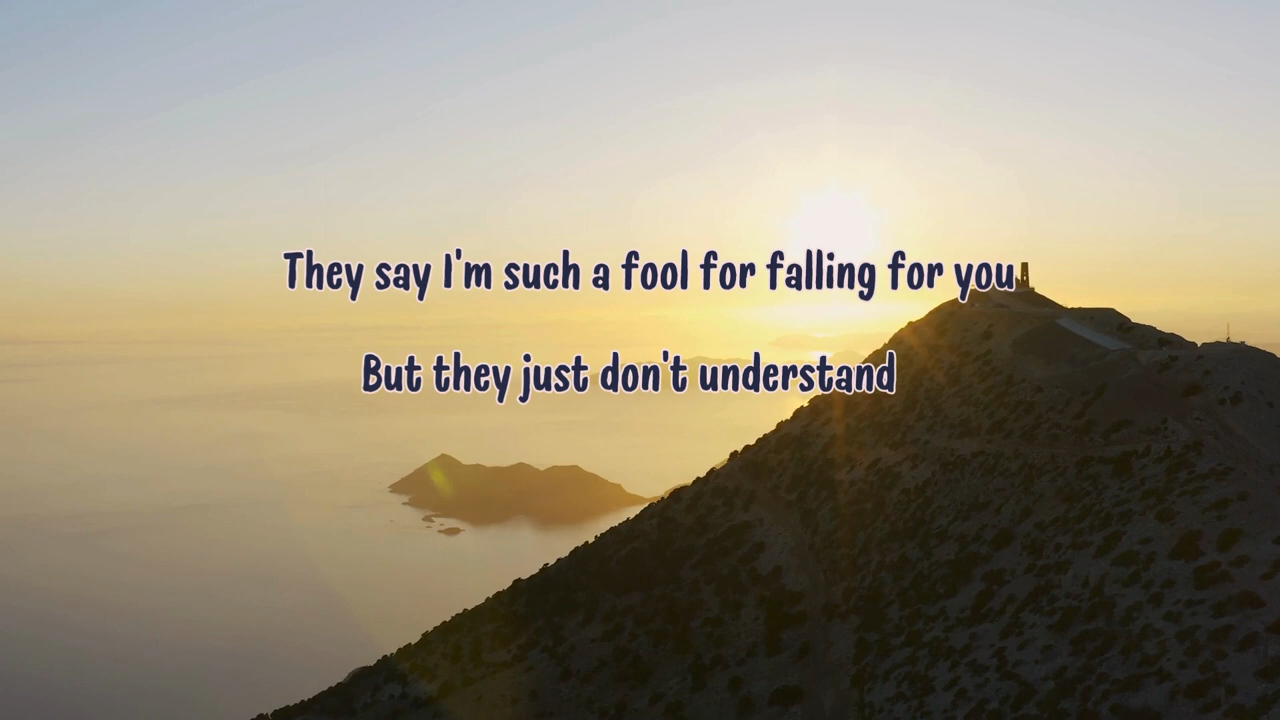 They say I'm such a fool for falling for you
But they just don't understand